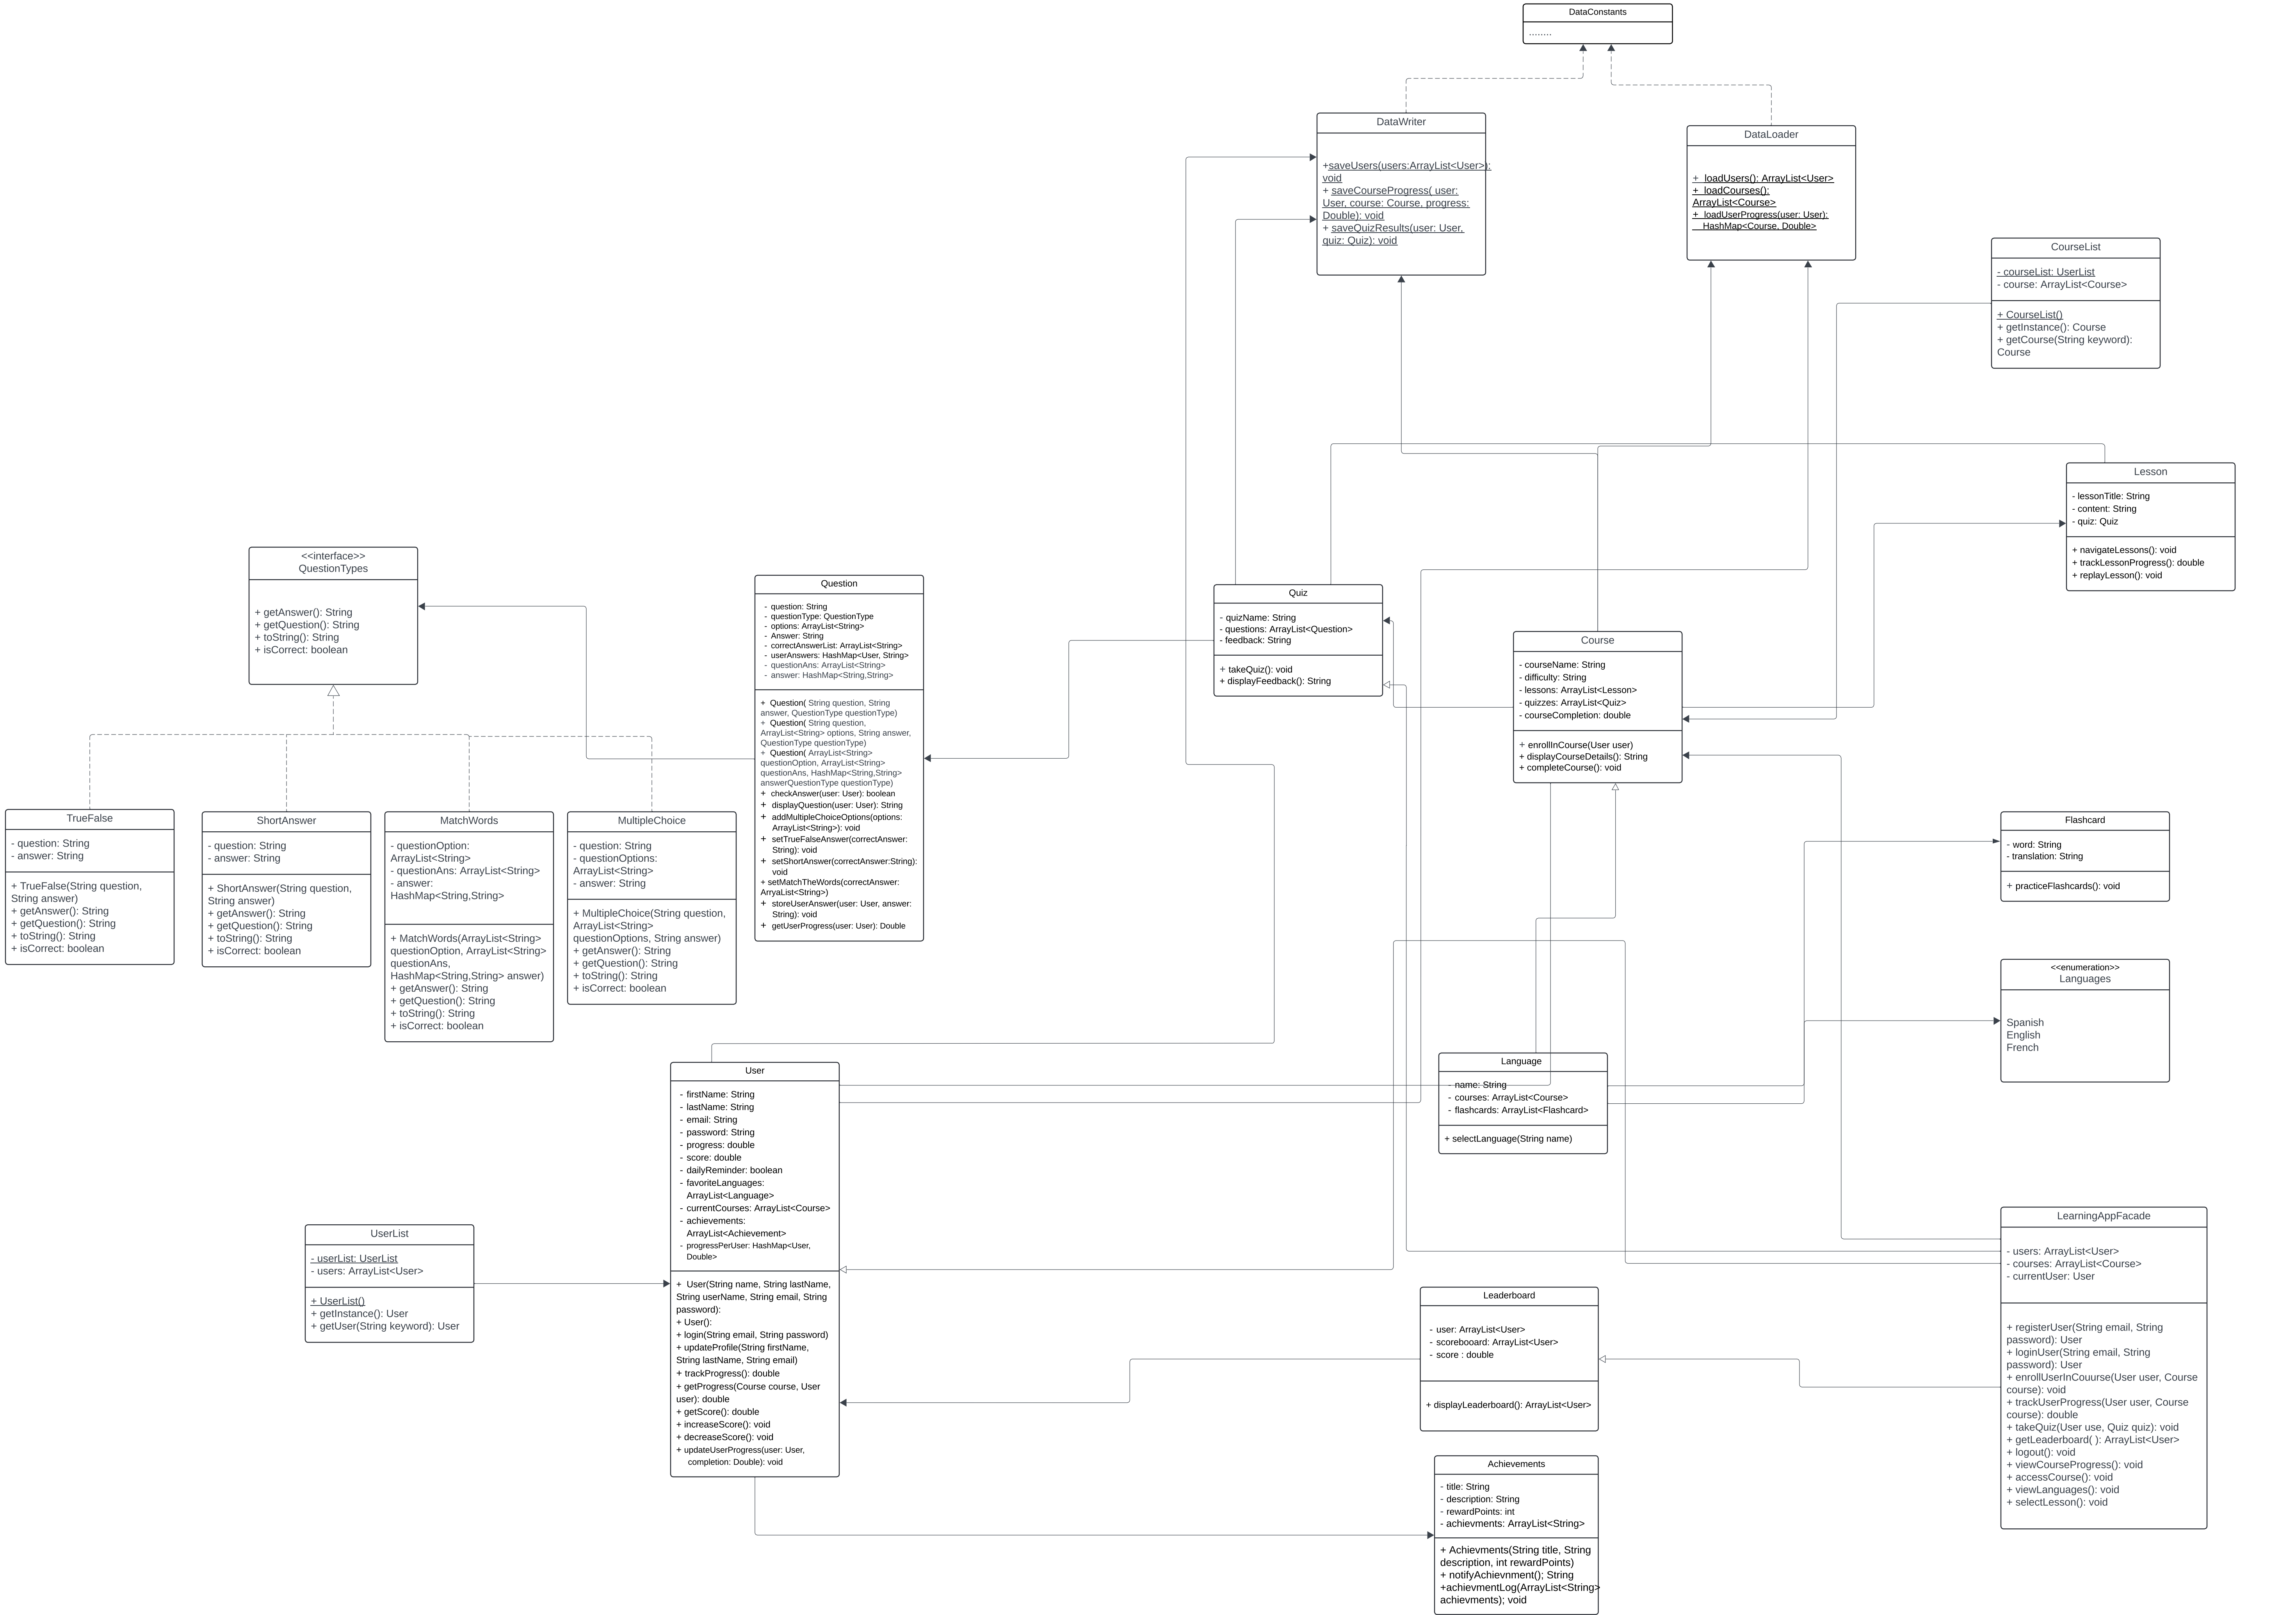 DataConstants
........
DataWriter
+saveUsers(users:ArrayList<User>):
void
+ saveCourseProgress( user:
User, course: Course, progress:
Double): void
+ saveQuizResults(user: User,
quiz: Quiz): void
DataLoader
+ loadUsers(): ArrayList<User>
+ loadCourses():
ArrayList<Course>
+ loadUserProgress(user: User):
HashMap<Course, Double>
CourseList
- courseList: UserList
- course: ArrayList<Course>
+ CourseList()
+ getInstance(): Course
+ getCourse(String keyword):
Course
Lesson
- lessonTitle: String
- content: String
- quiz: Quiz
+ navigateLessons(): void
+ trackLessonProgress(): double
+ replayLesson(): void
<<interface>>
QuestionTypes
+ getAnswer(): String
+ getQuestion(): String
+ toString(): String
+ isCorrect: boolean
Question
- question: String
- questionType: QuestionType
- options: ArrayList<String>
- Answer: String
- correctAnswerList: ArrayList<String>
- userAnswers: HashMap<User, String>
- questionAns: ArrayList<String>
- answer: HashMap<String,String>
+ Question( String question, String
answer, QuestionType questionType)
+ Question( String question,
ArrayList<String> options, String answer,
QuestionType questionType)
+ Question( ArrayList<String>
questionOption, ArrayList<String>
questionAns, HashMap<String,String>
answerQuestionType questionType)
+ checkAnswer(user: User): boolean
+ displayQuestion(user: User): String
+ addMultipleChoiceOptions(options:
ArrayList<String>): void
+ setTrueFalseAnswer(correctAnswer:
String): void
+ setShortAnswer(correctAnswer:String):
void
+ setMatchTheWords(correctAnswer:
ArryaList<String>)
+ storeUserAnswer(user: User, answer:
String): void
+ getUserProgress(user: User): Double
Quiz
- quizName: String
- questions: ArrayList<Question>
- feedback: String
+ takeQuiz(): void
+ displayFeedback(): String
Course
- courseName: String
- difficulty: String
- lessons: ArrayList<Lesson>
- quizzes: ArrayList<Quiz>
- courseCompletion: double
+ enrollInCourse(User user)
+ displayCourseDetails(): String
+ completeCourse(): void
TrueFalse
- question: String
- answer: String
+ TrueFalse(String question,
String answer)
+ getAnswer(): String
+ getQuestion(): String
+ toString(): String
+ isCorrect: boolean
ShortAnswer
- question: String
- answer: String
+ ShortAnswer(String question,
String answer)
+ getAnswer(): String
+ getQuestion(): String
+ toString(): String
+ isCorrect: boolean
MatchWords
- questionOption:
ArrayList<String>
- questionAns: ArrayList<String>
- answer:
HashMap<String,String>
+ MatchWords(ArrayList<String>
questionOption, ArrayList<String>
questionAns,
HashMap<String,String> answer)
+ getAnswer(): String
+ getQuestion(): String
+ toString(): String
+ isCorrect: boolean
MultipleChoice
- question: String
- questionOptions:
ArrayList<String>
- answer: String
+ MultipleChoice(String question,
ArrayList<String>
questionOptions, String answer)
+ getAnswer(): String
+ getQuestion(): String
+ toString(): String
+ isCorrect: boolean
Flashcard
- word: String
- translation: String
+ practiceFlashcards(): void
<<enumeration>>
Languages
Spanish
English
French
Language
- name: String
- courses: ArrayList<Course>
- flashcards: ArrayList<Flashcard>
+ selectLanguage(String name)
User
- firstName: String
- lastName: String
- email: String
- password: String
- progress: double
- score: double
- dailyReminder: boolean
- favoriteLanguages:
ArrayList<Language>
- currentCourses: ArrayList<Course>
- achievements:
ArrayList<Achievement>
- progressPerUser: HashMap<User,
Double>
+ User(String name, String lastName,
String userName, String email, String
password):
+ User():
+ login(String email, String password)
+ updateProfile(String firstName,
String lastName, String email)
+ trackProgress(): double
+ getProgress(Course course, User
user): double
+ getScore(): double
+ increaseScore(): void
+ decreaseScore(): void
+ updateUserProgress(user: User,
completion: Double): void
UserList
- userList: UserList
- users: ArrayList<User>
+ UserList()
+ getInstance(): User
+ getUser(String keyword): User
Leaderboard
- user: ArrayList<User>
- scorebooard: ArrayList<User>
- score : double
+ displayLeaderboard(): ArrayList<User>
LearningAppFacade
- users: ArrayList<User>
- courses: ArrayList<Course>
- currentUser: User
+ registerUser(String email, String
password): User
+ loginUser(String email, String
password): User
+ enrollUserInCouurse(User user, Course
course): void
+ trackUserProgress(User user, Course
course): double
+ takeQuiz(User use, Quiz quiz): void
+ getLeaderboard( ): ArrayList<User>
+ logout(): void
+ viewCourseProgress(): void
+ accessCourse(): void
+ viewLanguages(): void
+ selectLesson(): void
Achievements
- title: String
- description: String
- rewardPoints: int
- achievments: ArrayList<String>
+ Achievments(String title, String
description, int rewardPoints)
+ notifyAchievnment(); String
+achievmentLog(ArrayList<String>
achievments); void